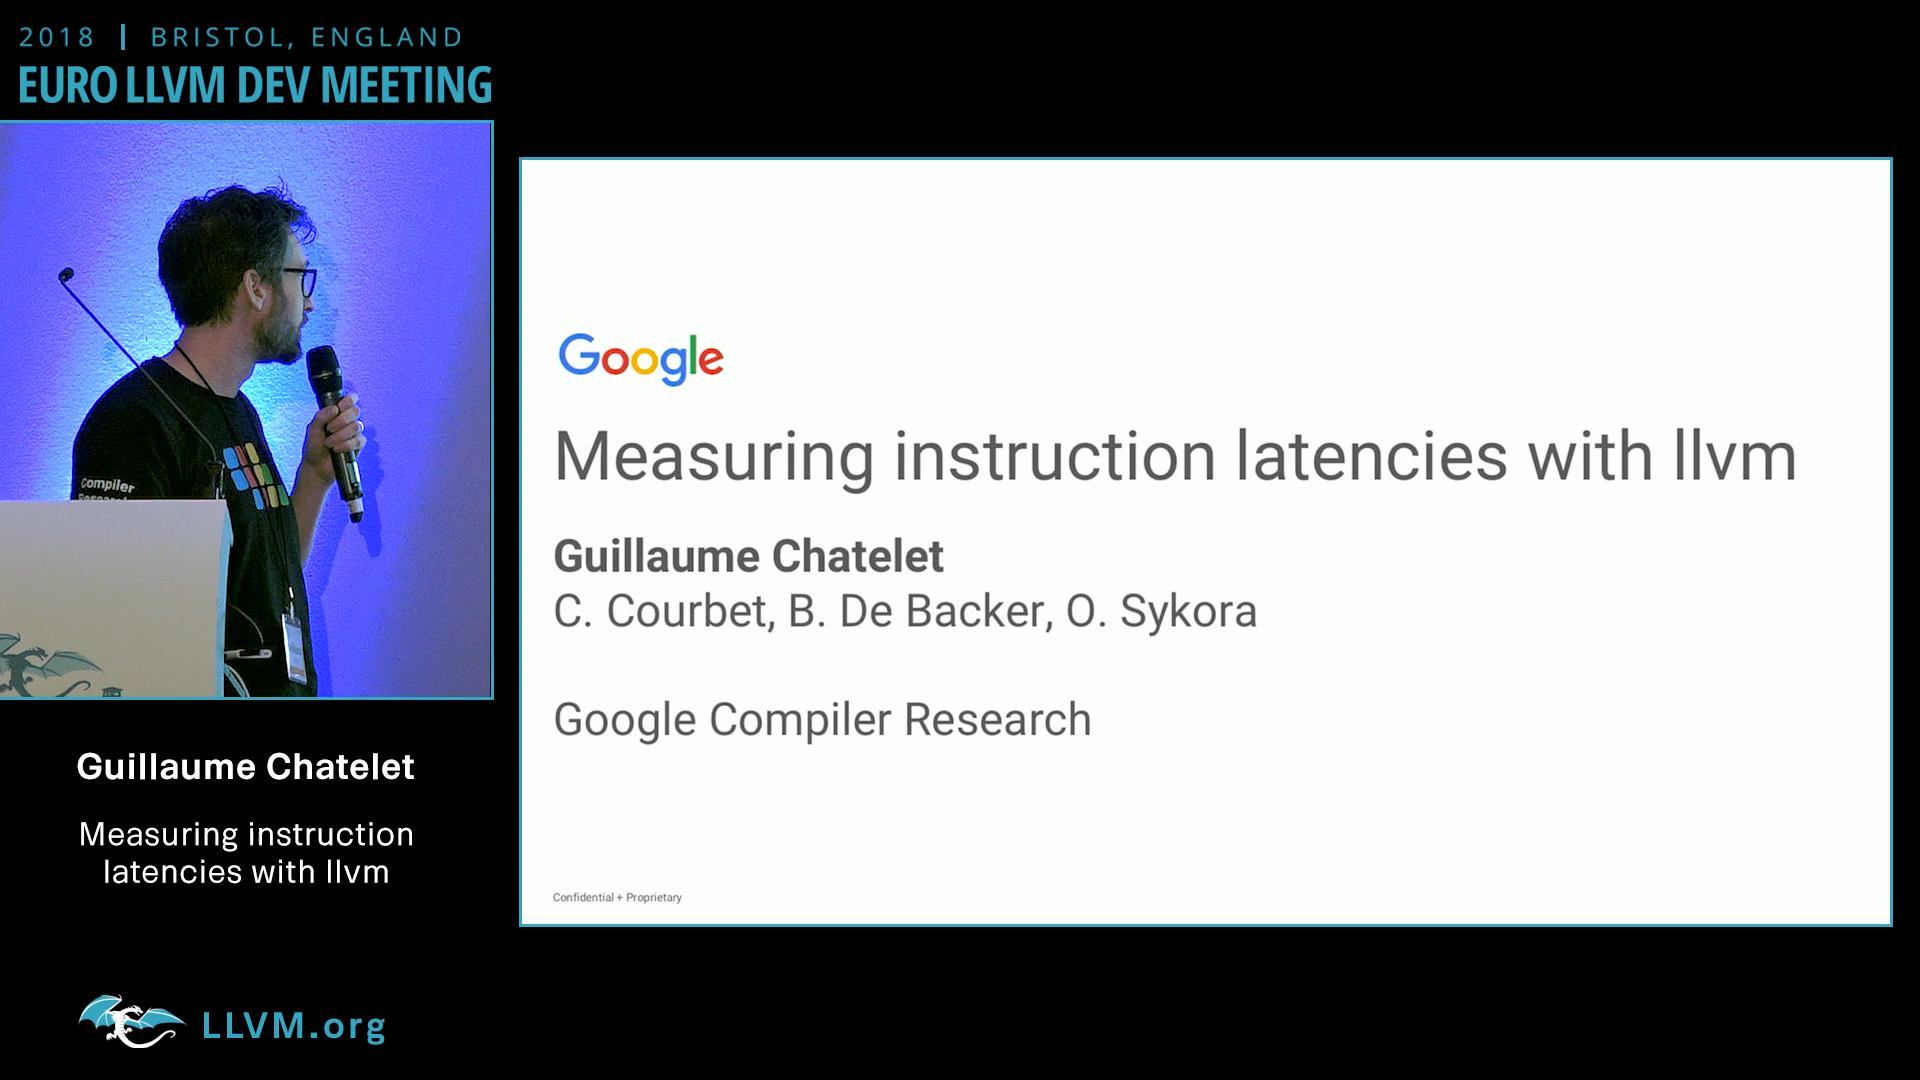 2018 | BRISTOL, ENGLAND
EURO LLVM DEV MEETING
Compiler
Google
Measuring instruction latencies with llvm
Guillaume Chatelet
C. Courbet, B. De Backer, O. Sykora
Google Compiler Research
Confidential + Proprietary
Guillaume Chatelet
Measuring instruction
latencies with llvm
LLVM.org